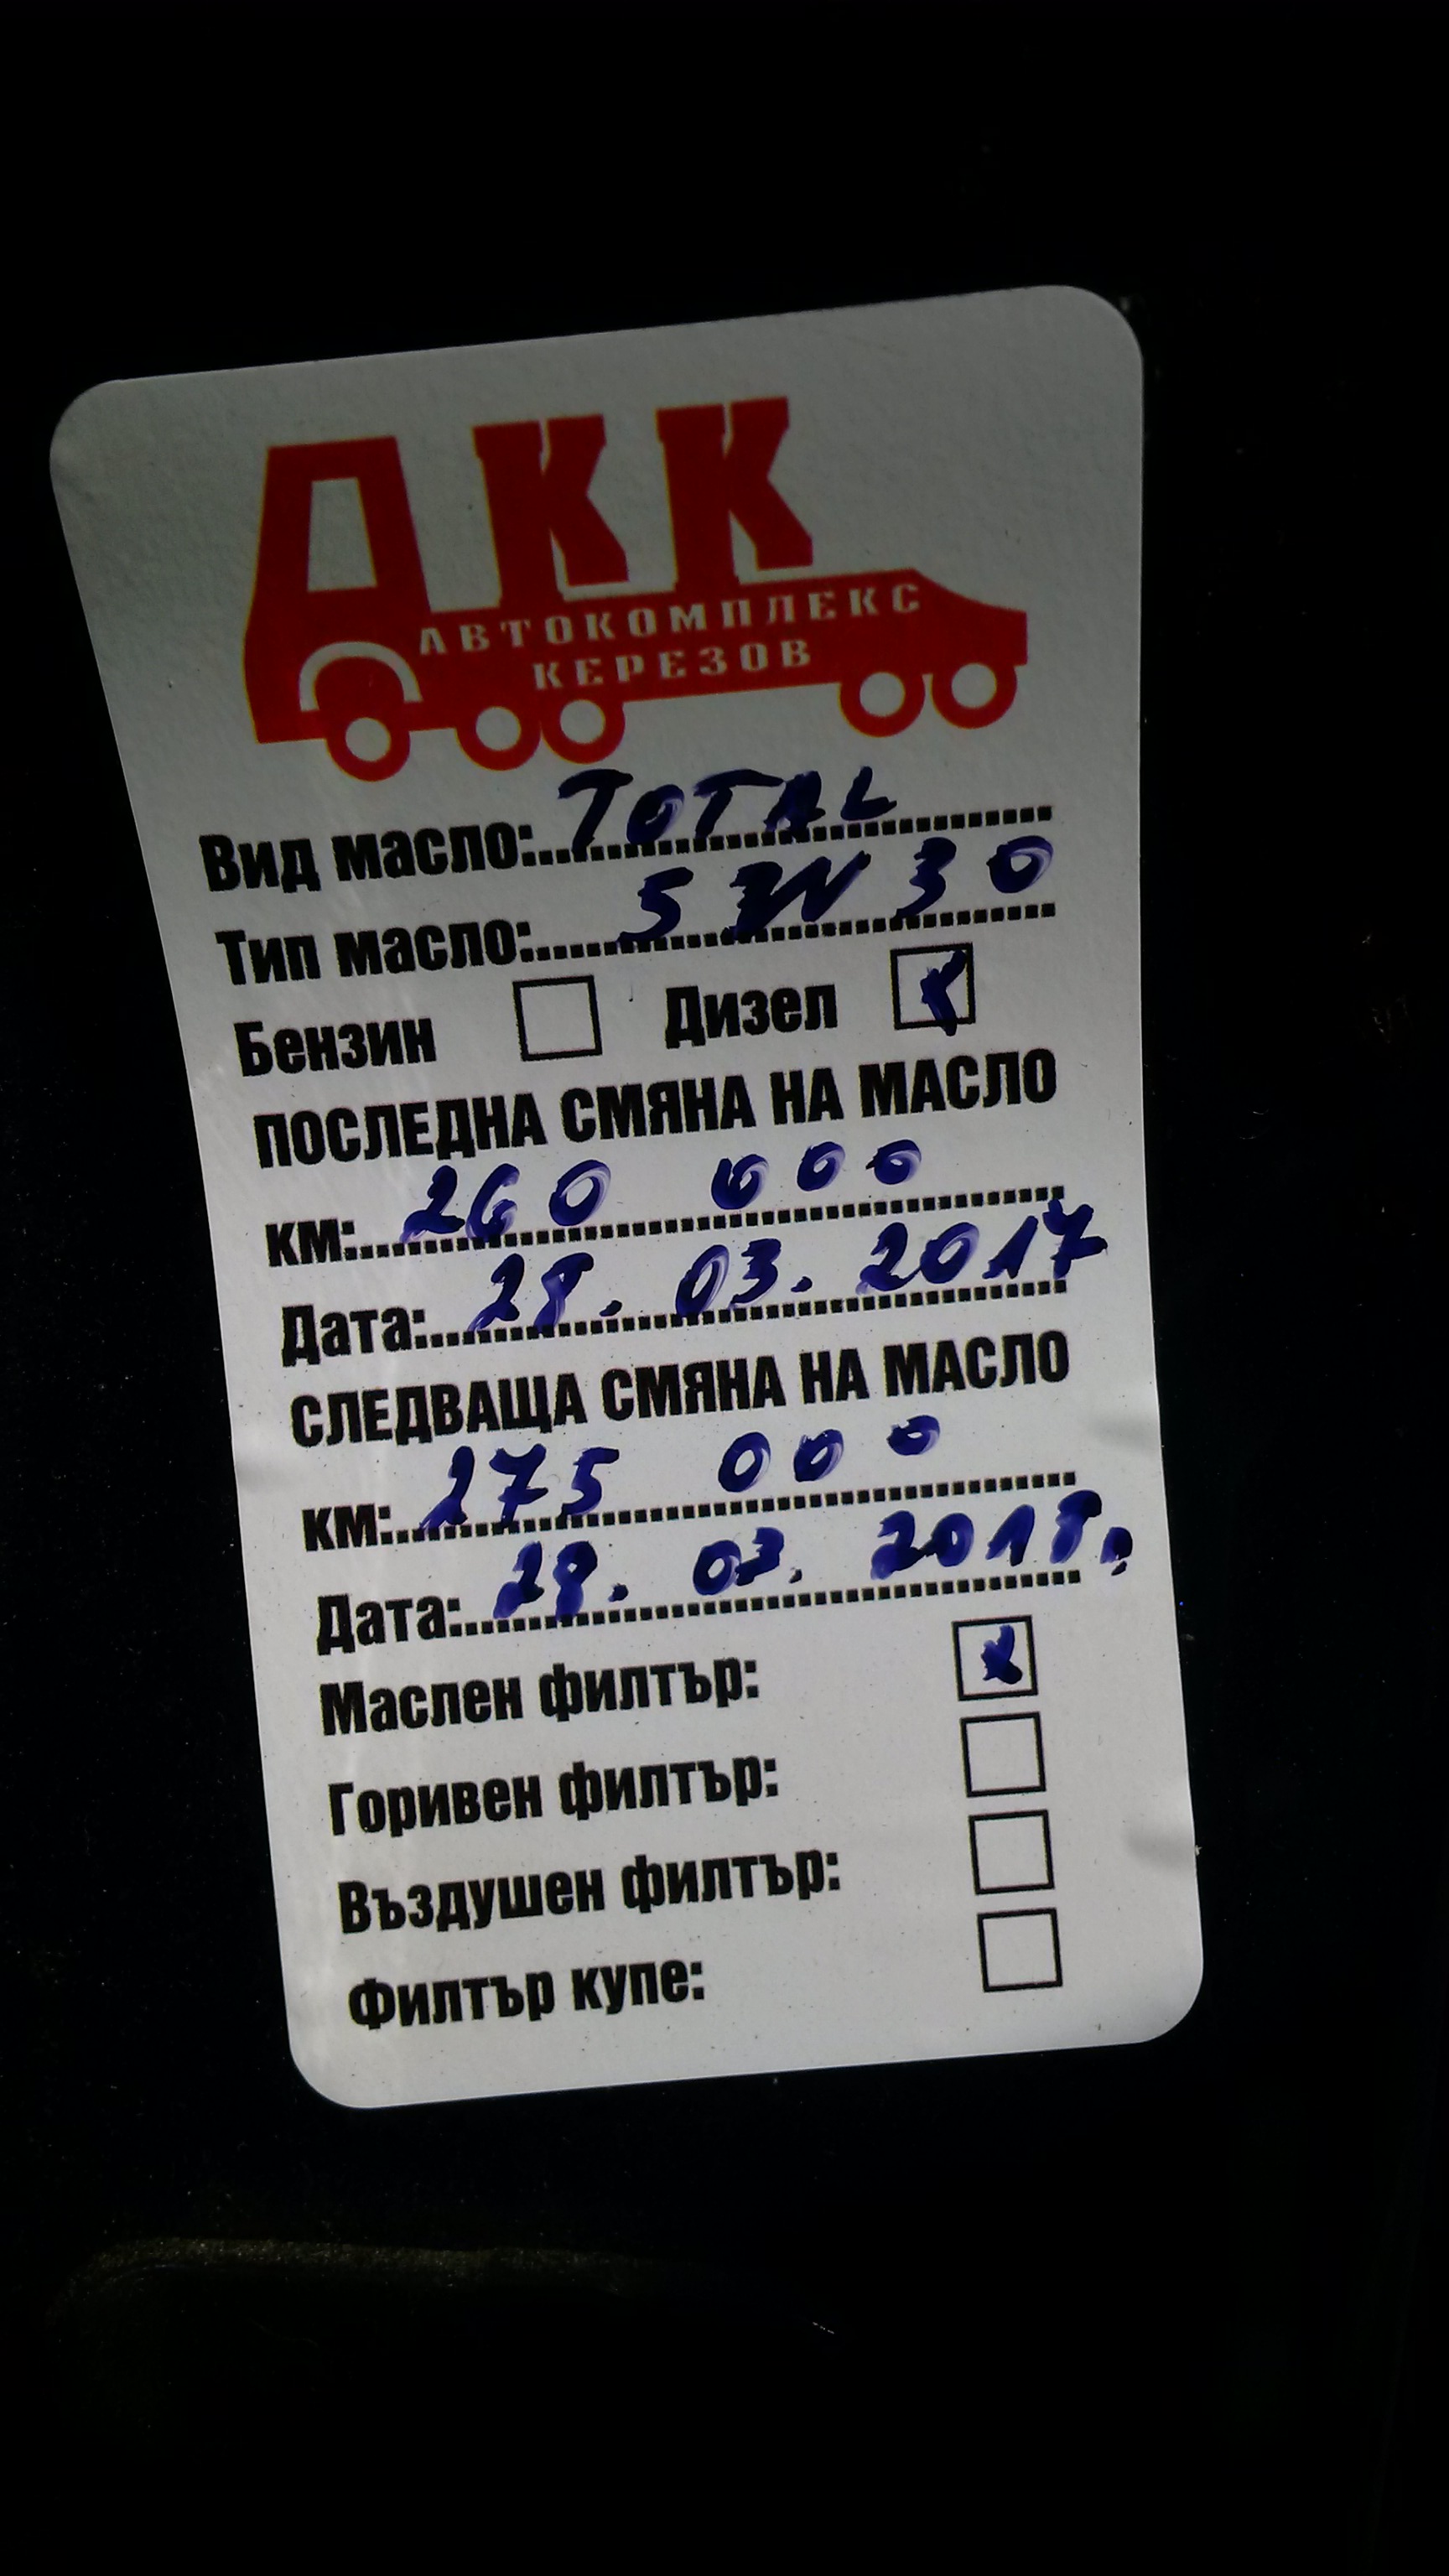 АКК
АВТОКОМПЛЕКС
КЕРЕЗОВ
Вид масло: TOTAL
Тип масло: 5W30
Бензин Дизел
ПОСЛЕДНА СМЯНА НА МАСЛО
км: 260 000
Дата: 28.03.2017
СЛЕДВАЩА СМЯНА НА МАСЛО
км: 275 000
Дата: 28.03.2018.
Маслен филтър:
Горивен филтър:
Въздушен филтър:
Филтър купе: